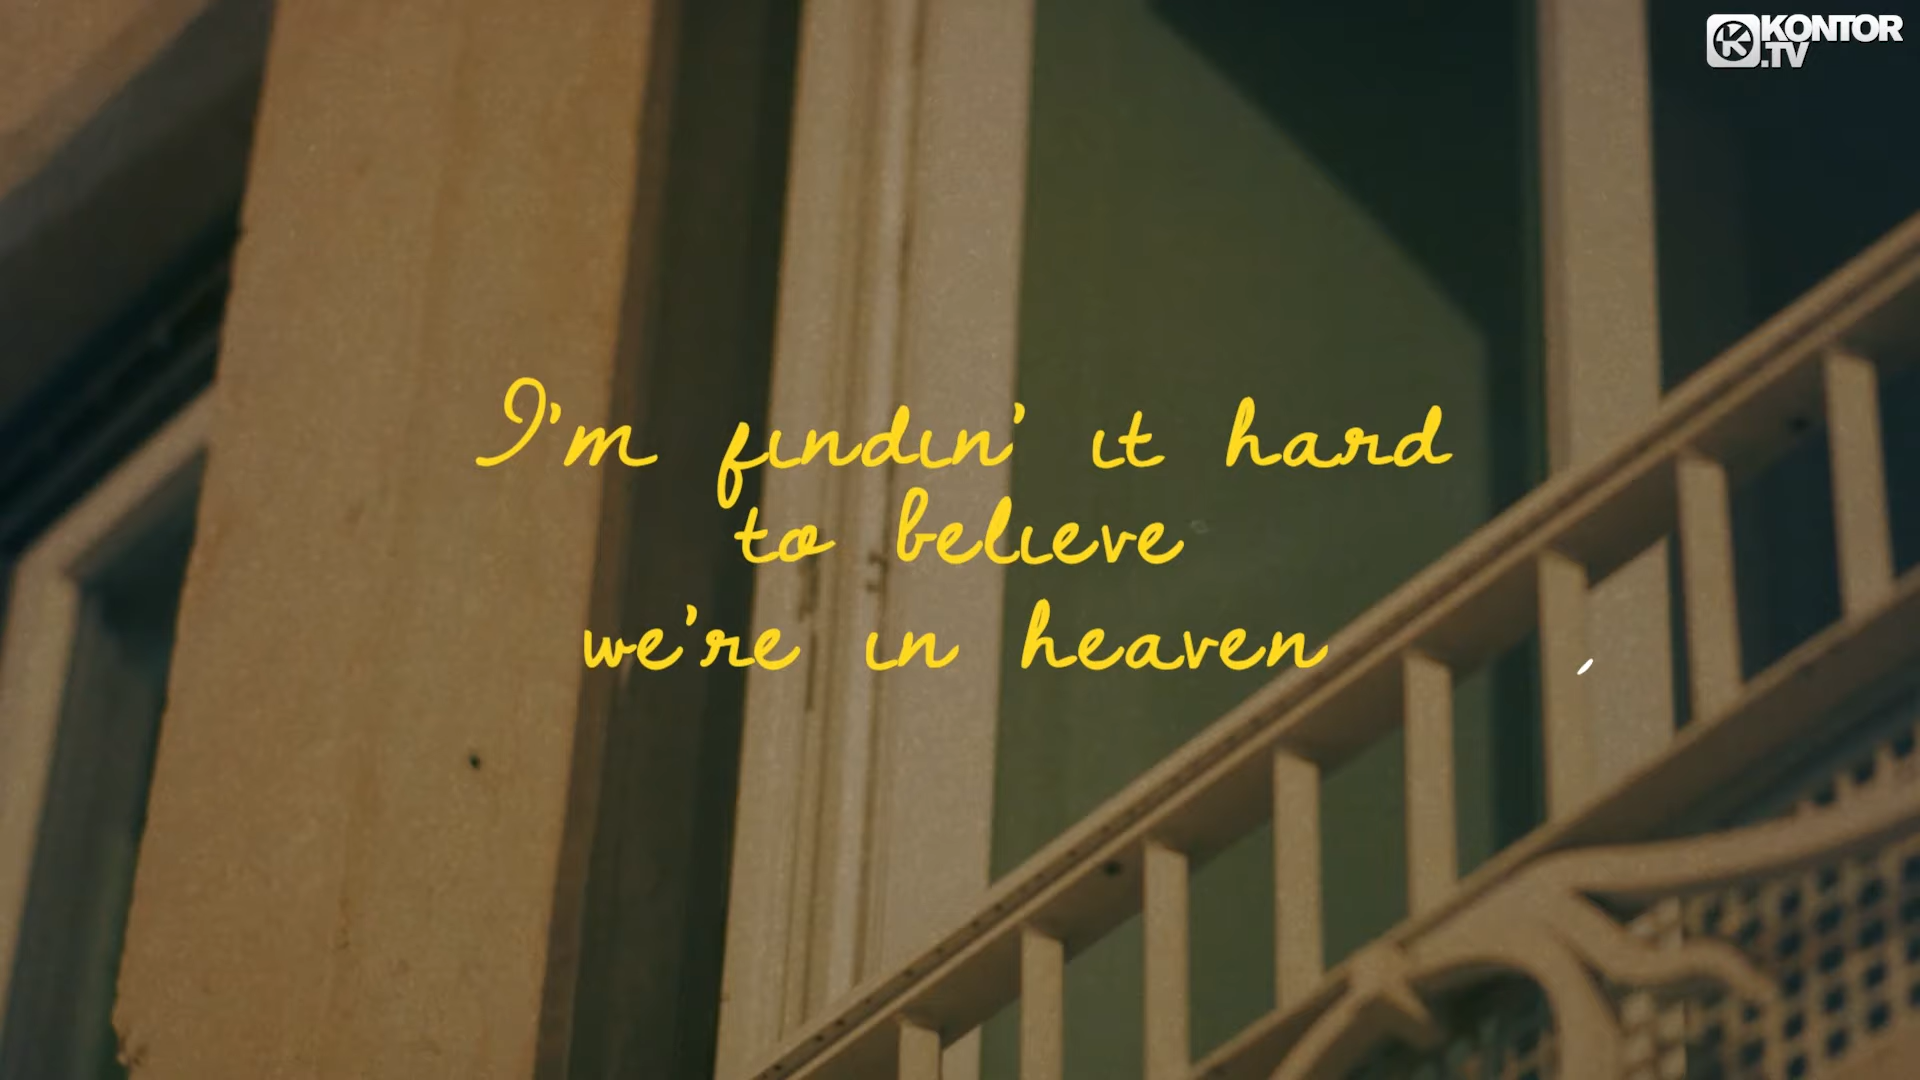 KONTOR
.TV
I'm findin' it hard
to believe
we're in heaven